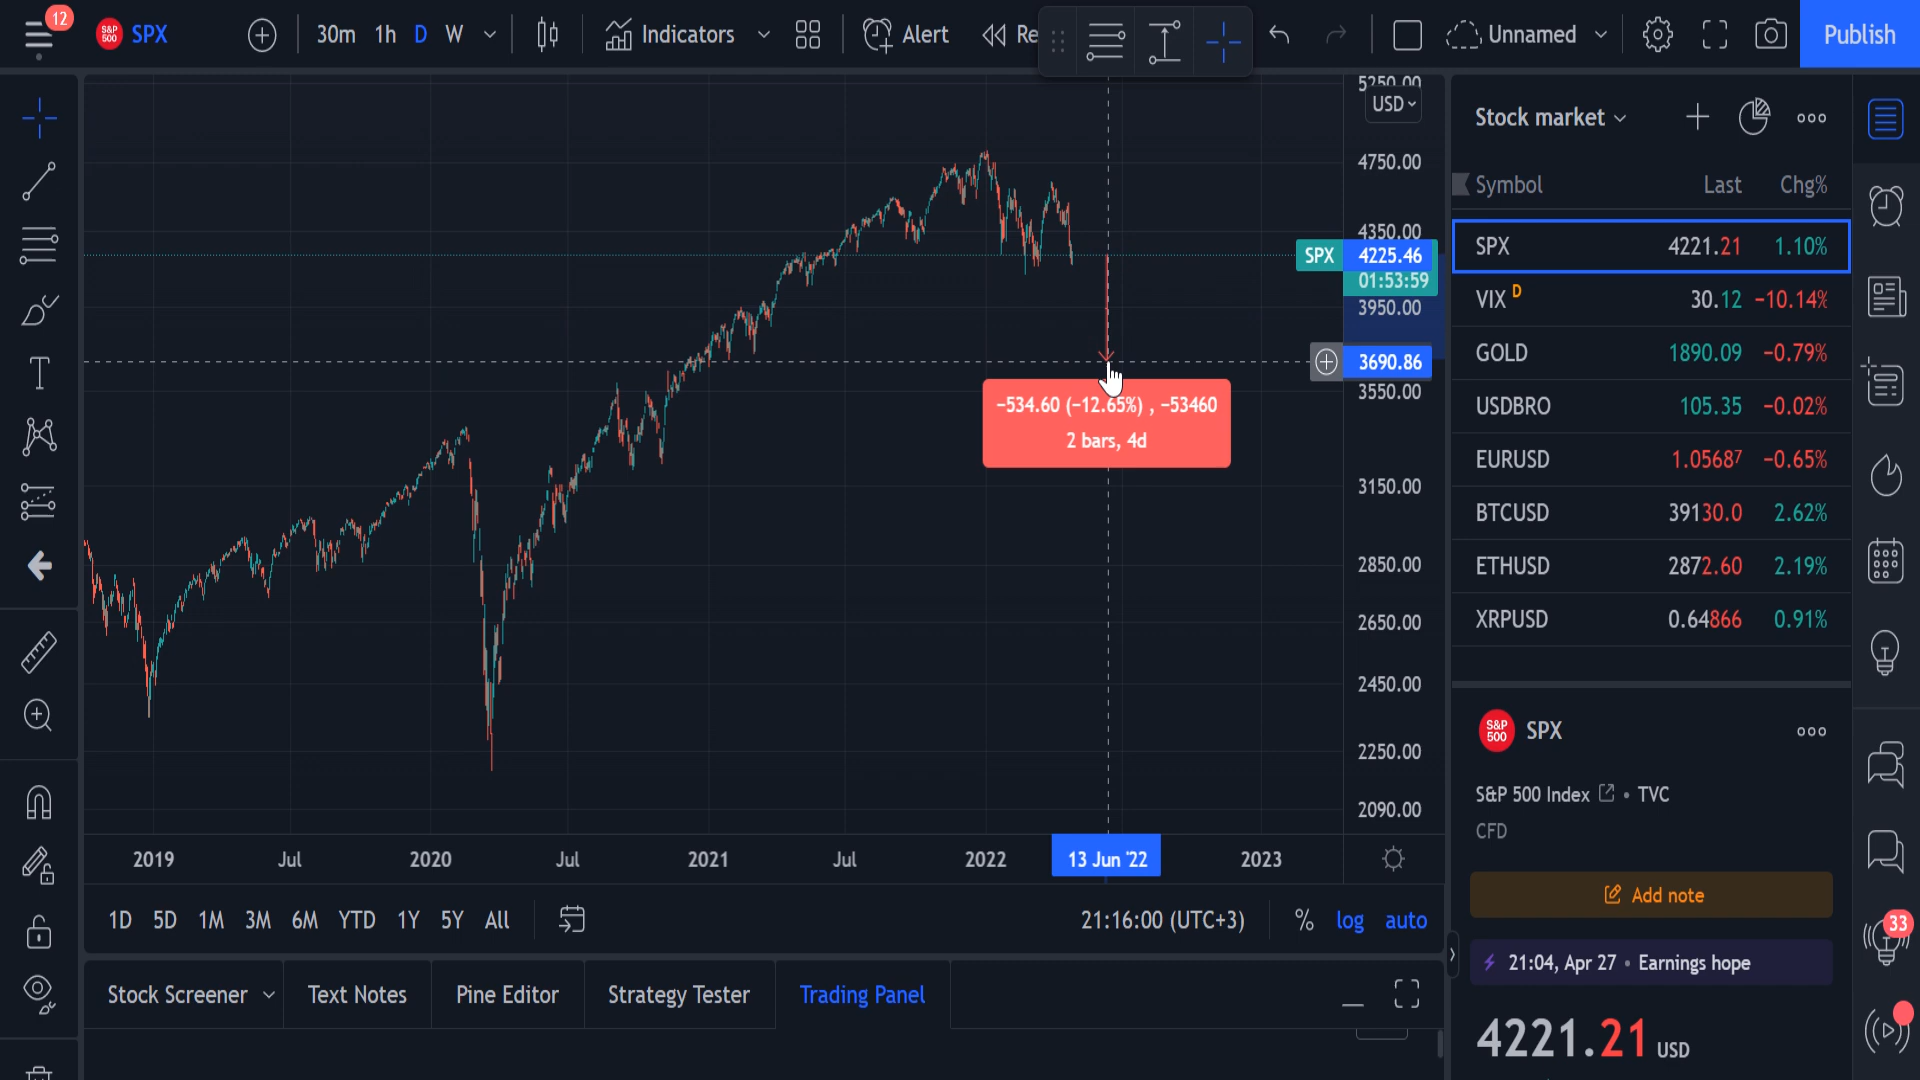 12
S&P 500
SPX
30m 1h D W
Indicators
Alert
Re
Unnamed
Publish
5250.00
USD
4750.00
4350.00
SPX 4225.46
01:53:59
3950.00
3690.86
3550.00
3150.00
2850.00
2650.00
2450.00
2250.00
2090.00
−534.60 (−12.65%) , −53460
2 bars, 4d
2019 Jul 2020 Jul 2021 Jul 2022 13 Jun '22 2023
1D 5D 1M 3M 6M YTD 1Y 5Y All
21:16:00 (UTC+3) % log auto
Stock Screener Text Notes Pine Editor Strategy Tester Trading Panel
Stock market
Symbol Last Chg%
SPX 4221.21 1.10%
VIX D 30.12 −10.14%
GOLD 1890.09 −0.79%
USDBRO 105.35 −0.02%
EURUSD 1.05687 −0.65%
BTCUSD 39130.0 2.62%
ETHUSD 2872.60 2.19%
XRPUSD 0.64866 0.91%
S&P 500
SPX
S&P 500 Index • TVC
CFD
Add note
21:04, Apr 27 • Earnings hope
4221.21 USD
33